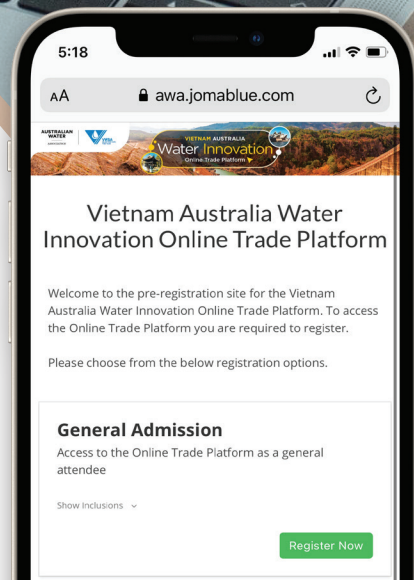 5:18
AA awa.jomablue.com
AUSTRALIAN
WATER
VIETNAM AUSTRALIA
Water Innovation
Online Trade Platform
Vietnam Australia Water
Innovation Online Trade Platform
Welcome to the pre-registration site for the Vietnam
Australia Water Innovation Online Trade Platform. To access
the Online Trade Platform you are required to register.
Please choose from the below registration options.
General Admission
Access to the Online Trade Platform as a general
attendee
Show Inclusions
Register Now